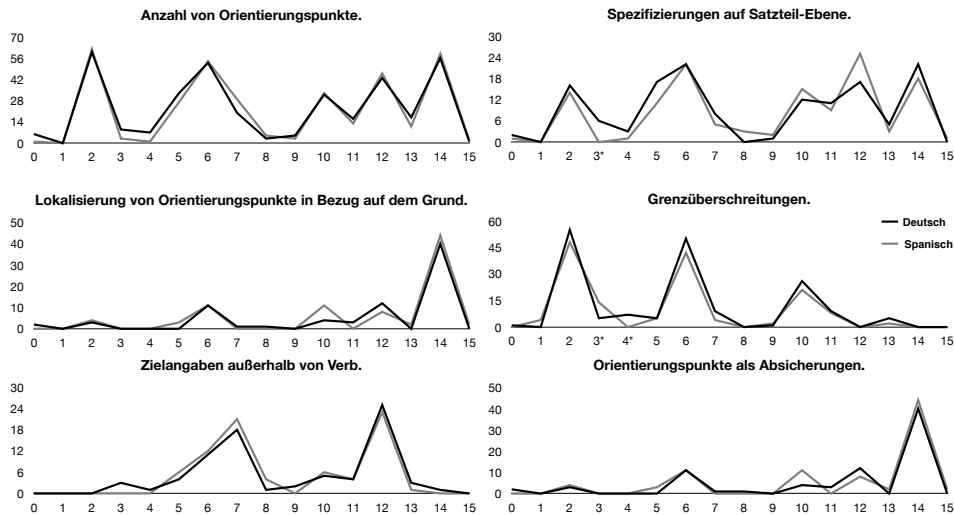 Anzahl von Orientierungspunkte.
70
56
42
28
14
0
0 1 2 3 4 5 6 7 8 9 10 11 12 13 14 15
Spezifizierungen auf Satzteil-Ebene.
30
24
18
12
6
0
0 1 2 3* 4 5 6 7 8 9 10 11 12 13 14 15
Lokalisierung von Orientierungspunkte in Bezug auf dem Grund.
50
40
30
20
10
0
0 1 2 3 4 5 6 7 8 9 10 11 12 13 14 15
Grenzüberschreitungen.
60
45
30
15
0
0 1 2 3* 4* 5 6 7 8 9 10 11 12 13 14 15
Deutsch
Spanisch
Zielangaben außerhalb von Verb.
30
24
18
12
6
0
0 1 2 3 4 5 6 7 8 9 10 11 12 13 14 15
Orientierungspunkte als Absicherungen.
50
40
30
20
10
0
0 1 2 3 4 5 6 7 8 9 10 11 12 13 14 15